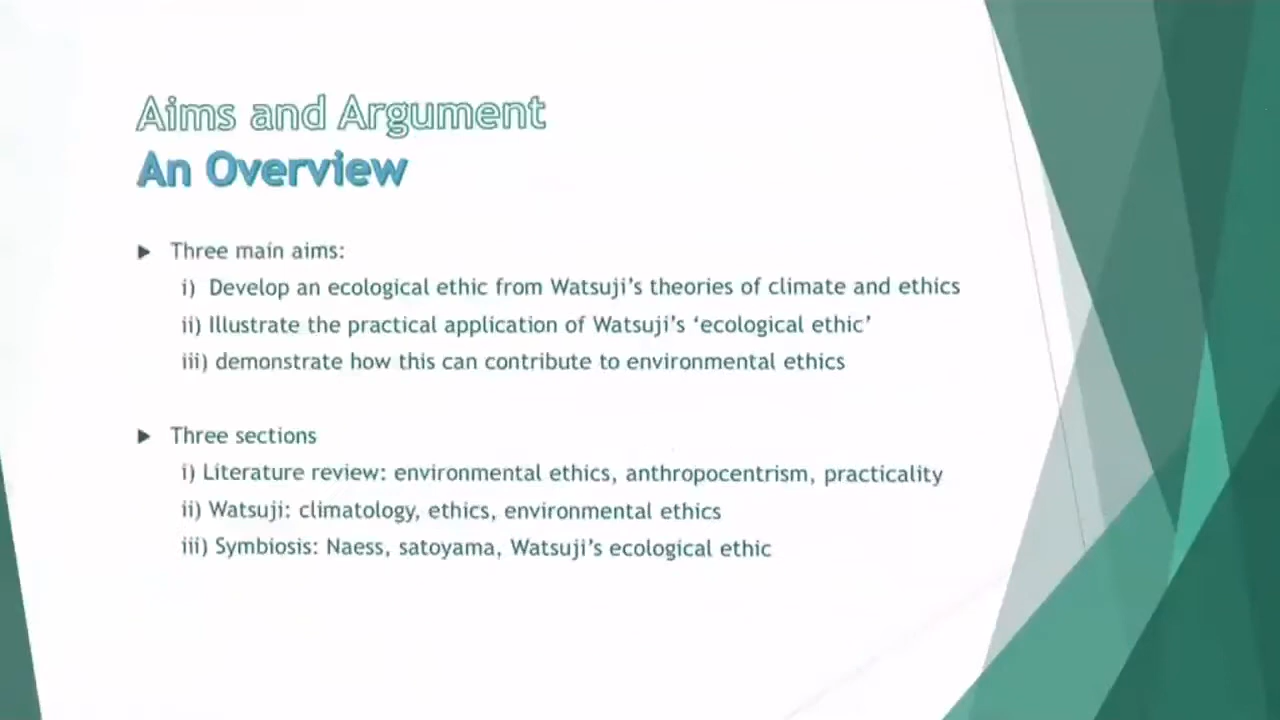 Aims and Argument
An Overview
Three main aims:
i) Develop an ecological ethic from Watsuji's theories of climate and ethics
ii) Illustrate the practical application of Watsuji's ‘ecological ethic’
iii) demonstrate how this can contribute to environmental ethics
Three sections
i) Literature review: environmental ethics, anthropocentrism, practicality
ii) Watsuji: climatology, ethics, environmental ethics
iii) Symbiosis: Naess, satoyama, Watsuji's ecological ethic